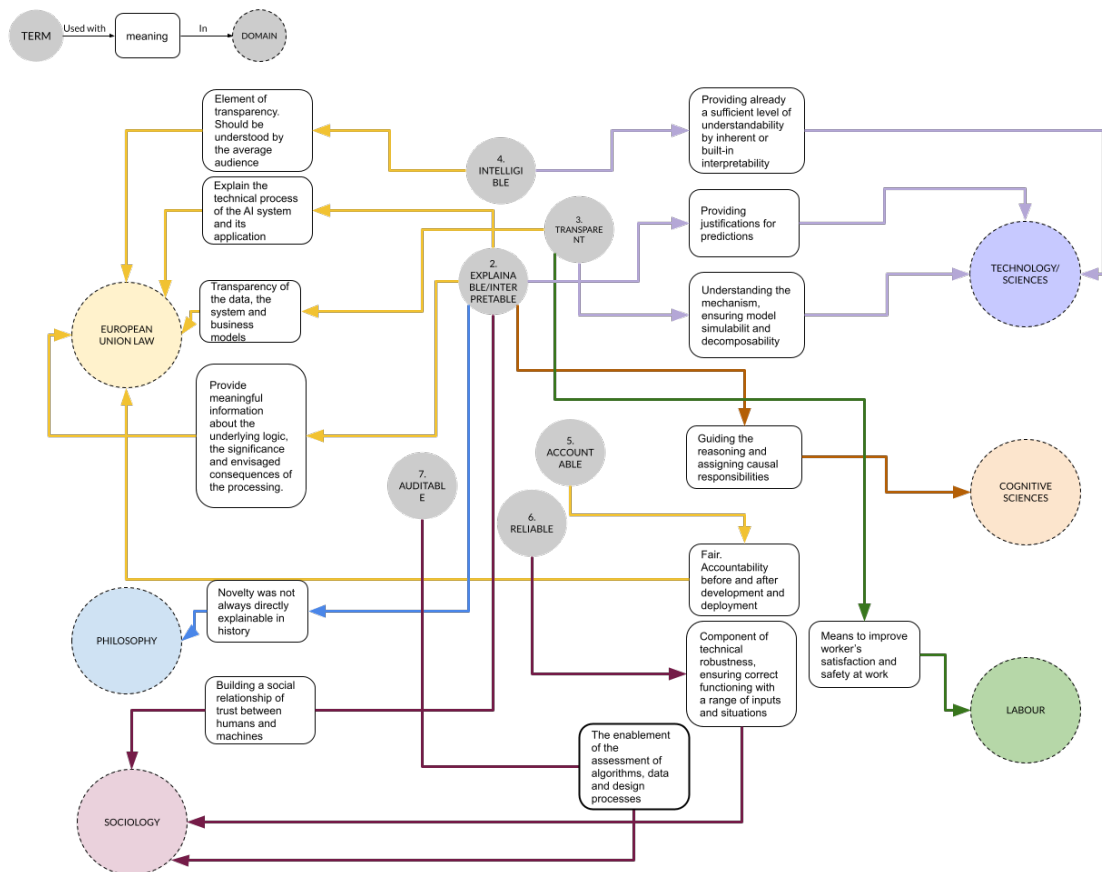 TERM
Used with
meaning
In
DOMAIN
Element of
transparency.
Should be
understood by
the average
audience
4.
INTELLIGI
BLE
Providing already
a sufficient level of
understandability
by inherent or
built-in
interpretability
Explain the
technical process
of the AI system
and its
application
3.
TRANSPARE
NT
Providing
justifications for
predictions
2.
EXPLAINA
BLE/INTER
PRETABLE
TECHNOLOGY/
SCIENCES
Transparency of
the data, the
system and
business
models
EUROPEAN
UNION LAW
Understanding the
mechanism,
ensuring model
simulabilit and
decomposability
Provide
meaningful
information
about the
underlying logic,
the significance
and envisaged
consequences of
the processing.
5.
ACCOUNT
ABLE
Guiding the
reasoning and
assigning causal
responsibilities
7.
AUDITABL
E
6.
RELIABLE
COGNITIVE
SCIENCES
Fair.
Accountability
before and after
development and
deployment
Novelty was not
always directly
explainable in
history
PHILOSOPHY
Component of
technical
robustness,
ensuring correct
functioning with
a range of inputs
and situations
Means to improve
worker's
satisfaction and
safety at work
Building a social
relationship of
trust between
humans and
machines
LABOUR
The enablement
of the
assessment of
algorithms, data
and design
processes
SOCIOLOGY